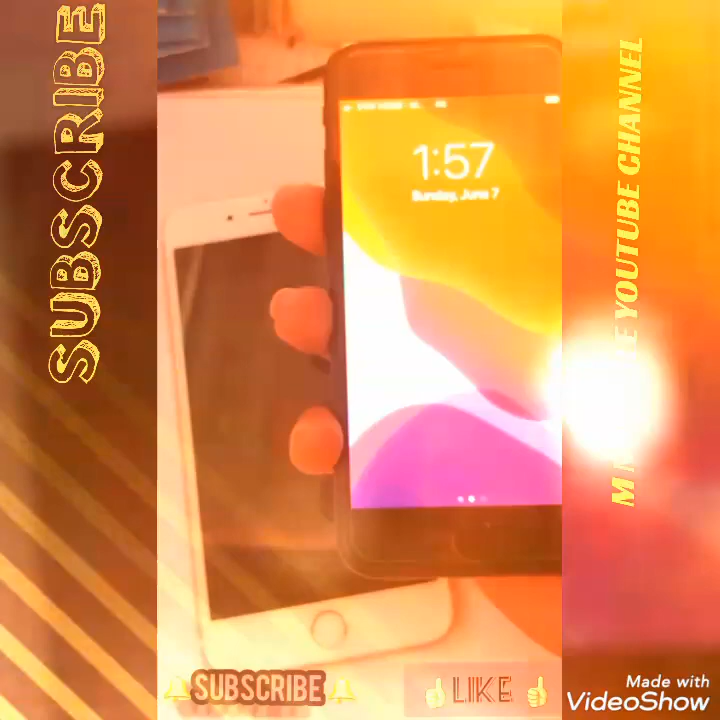 SUBSCRIBE
1:57
Sunday, June 7
YOUTUBE CHANNEL
SUBSCRIBE
LIKE
Made with
VideoShow